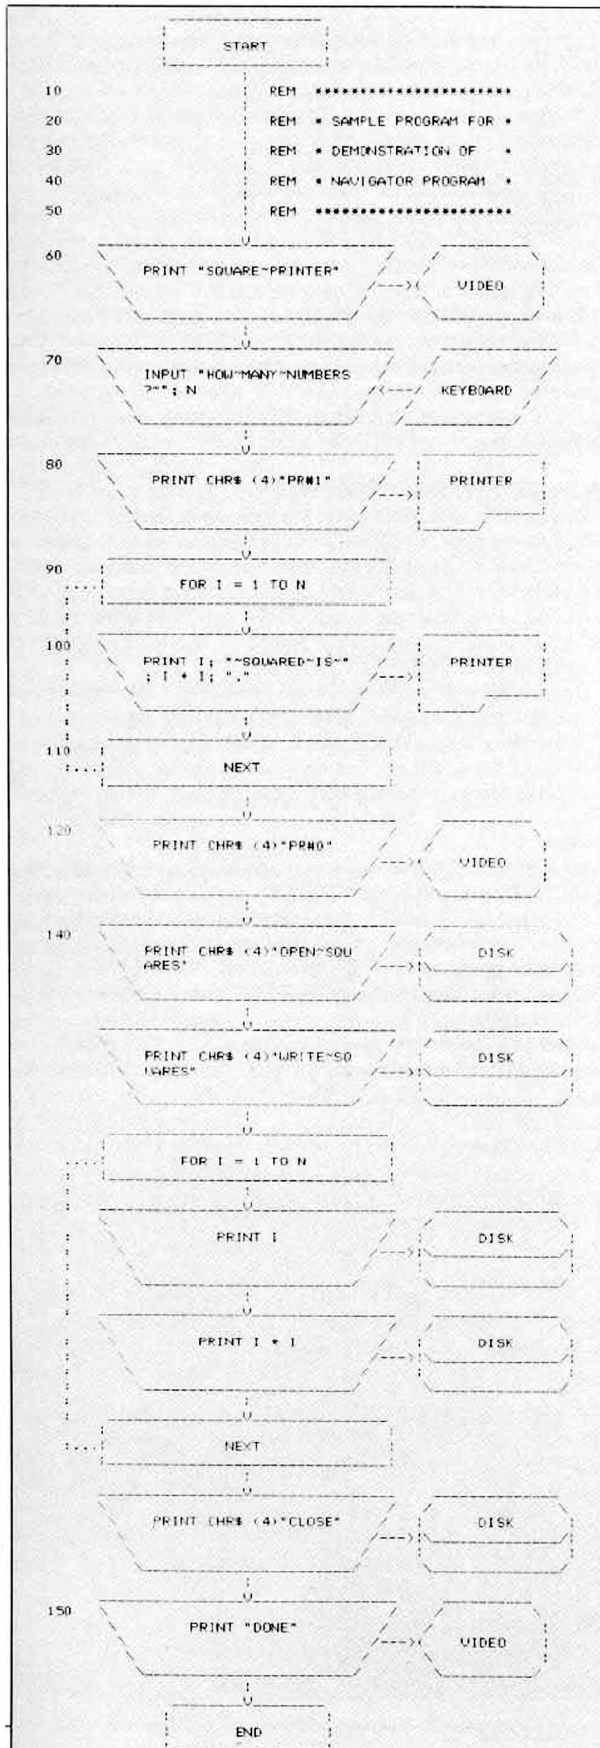 START
10 REM **********************
20 REM * SAMPLE PROGRAM FOR *
30 REM * DEMONSTRATION OF *
40 REM * NAVIGATOR PROGRAM *
50 REM **********************
60 PRINT "SQUARE~PRINTER" VIDEO
70 INPUT "HOW~MANY~NUMBERS
?~"; N KEYBOARD
80 PRINT CHR$ (4)"PR#1" PRINTER
90 FOR I = 1 TO N
100 PRINT I; "~SQUARED~IS~" PRINTER
; I * I; "."
110 NEXT
120 PRINT CHR$ (4)"PR#0" VIDEO
140 PRINT CHR$ (4)"OPEN~SQU DISK
ARES"
PRINT CHR$ (4)"WRITE~SQ DISK
UARES"
FOR I = 1 TO N
PRINT I DISK
PRINT I * I DISK
NEXT
PRINT CHR$ (4)"CLOSE" DISK
150 PRINT "DONE" VIDEO
END